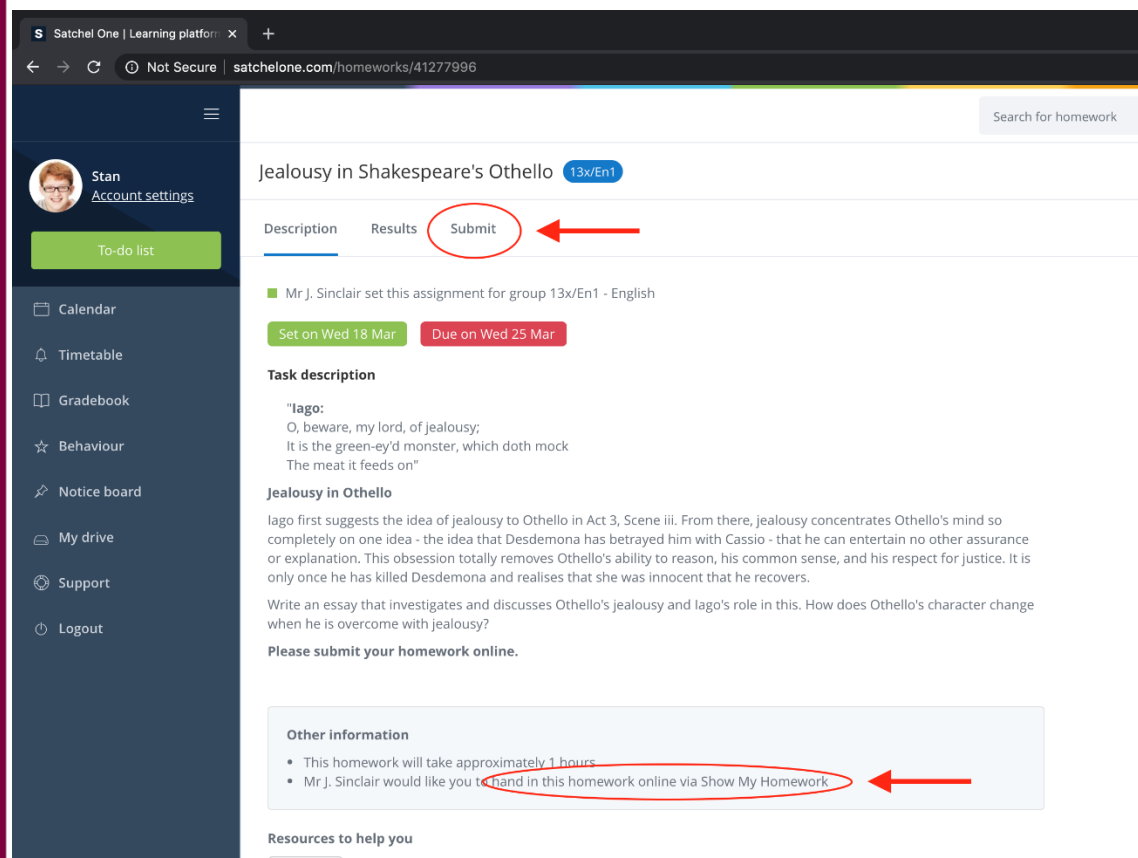 S Satchel One | Learning platform
Not Secure | satchelone.com/homeworks/41277996
Search for homework
Stan
Account settings
To-do list
Calendar
Timetable
Gradebook
Behaviour
Notice board
My drive
Support
Logout
Jealousy in Shakespeare's Othello 13x/En1
Description Results Submit
Mr J. Sinclair set this assignment for group 13x/En1 - English
Set on Wed 18 Mar Due on Wed 25 Mar
Task description
"Iago:
O, beware, my lord, of jealousy;
It is the green-ey'd monster, which doth mock
The meat it feeds on"
Jealousy in Othello
Iago first suggests the idea of jealousy to Othello in Act 3, Scene iii. From there, jealousy concentrates Othello's mind so
completely on one idea - the idea that Desdemona has betrayed him with Cassio - that he can entertain no other assurance
or explanation. This obsession totally removes Othello's ability to reason, his common sense, and his respect for justice. It is
only once he has killed Desdemona and realises that she was innocent that he recovers.
Write an essay that investigates and discusses Othello's jealousy and Iago's role in this. How does Othello's character change
when he is overcome with jealousy?
Please submit your homework online.
Other information
This homework will take approximately 1 hours
Mr J. Sinclair would like you to hand in this homework online via Show My Homework
Resources to help you